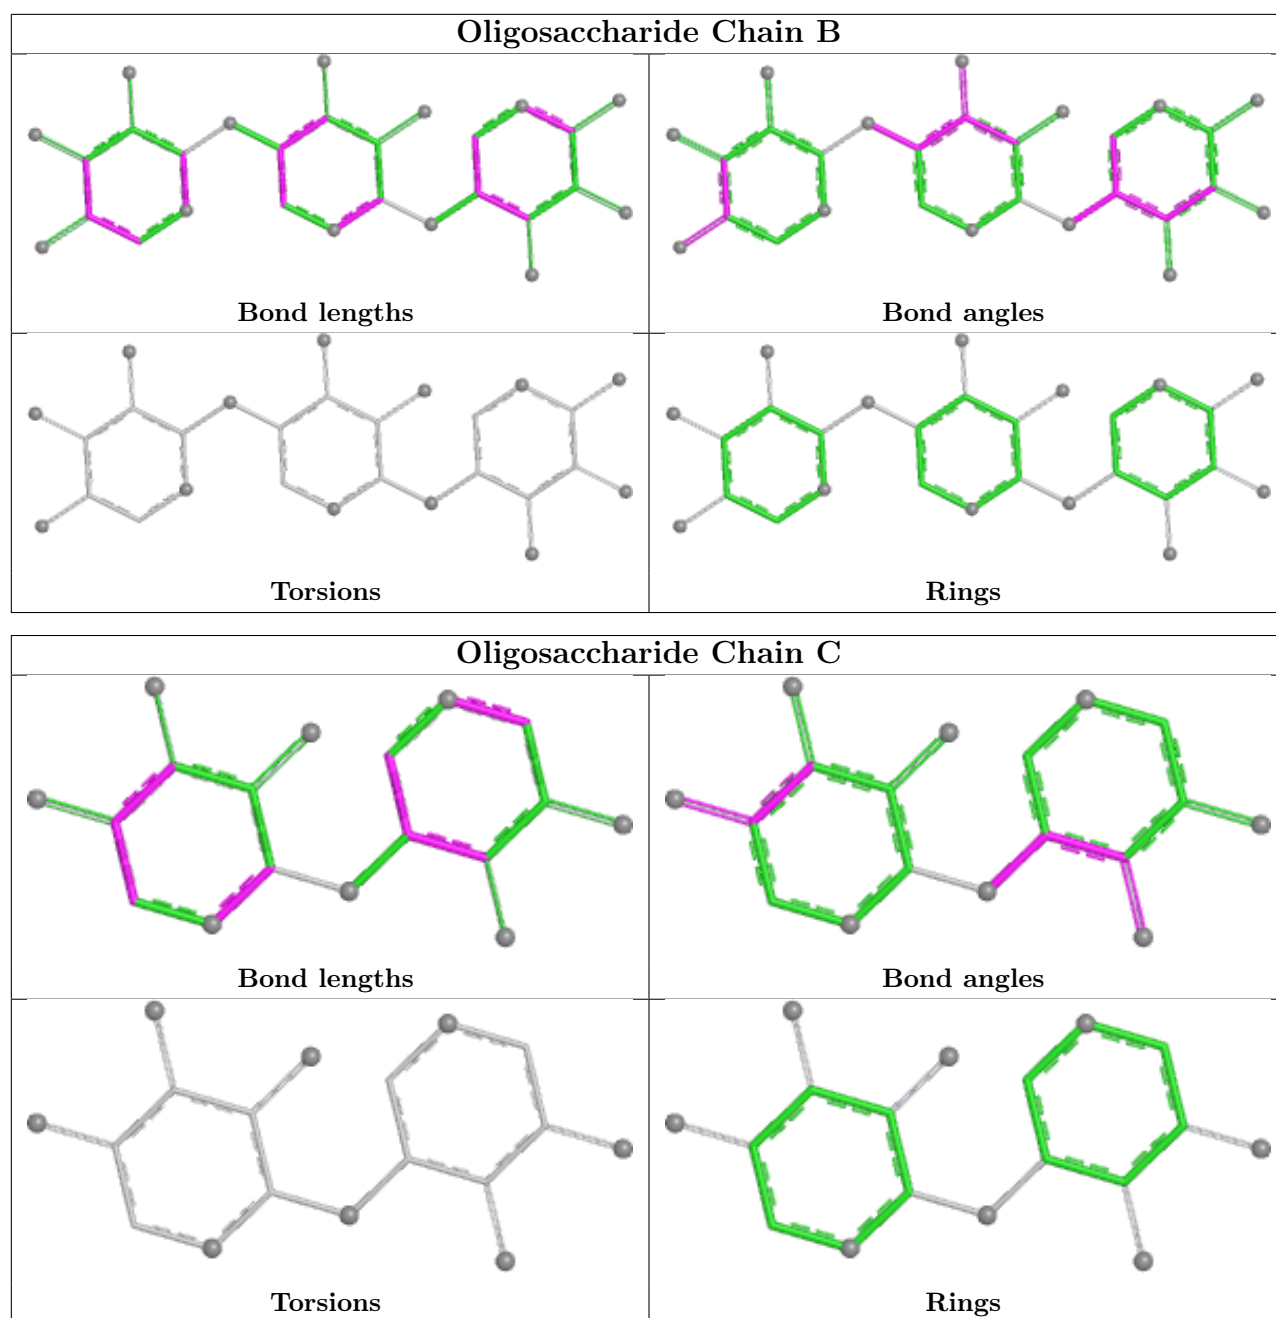 Oligosaccharide Chain B
Bond lengths
Bond angles
Torsions
Rings
Oligosaccharide Chain C
Bond lengths
Bond angles
Torsions
Rings